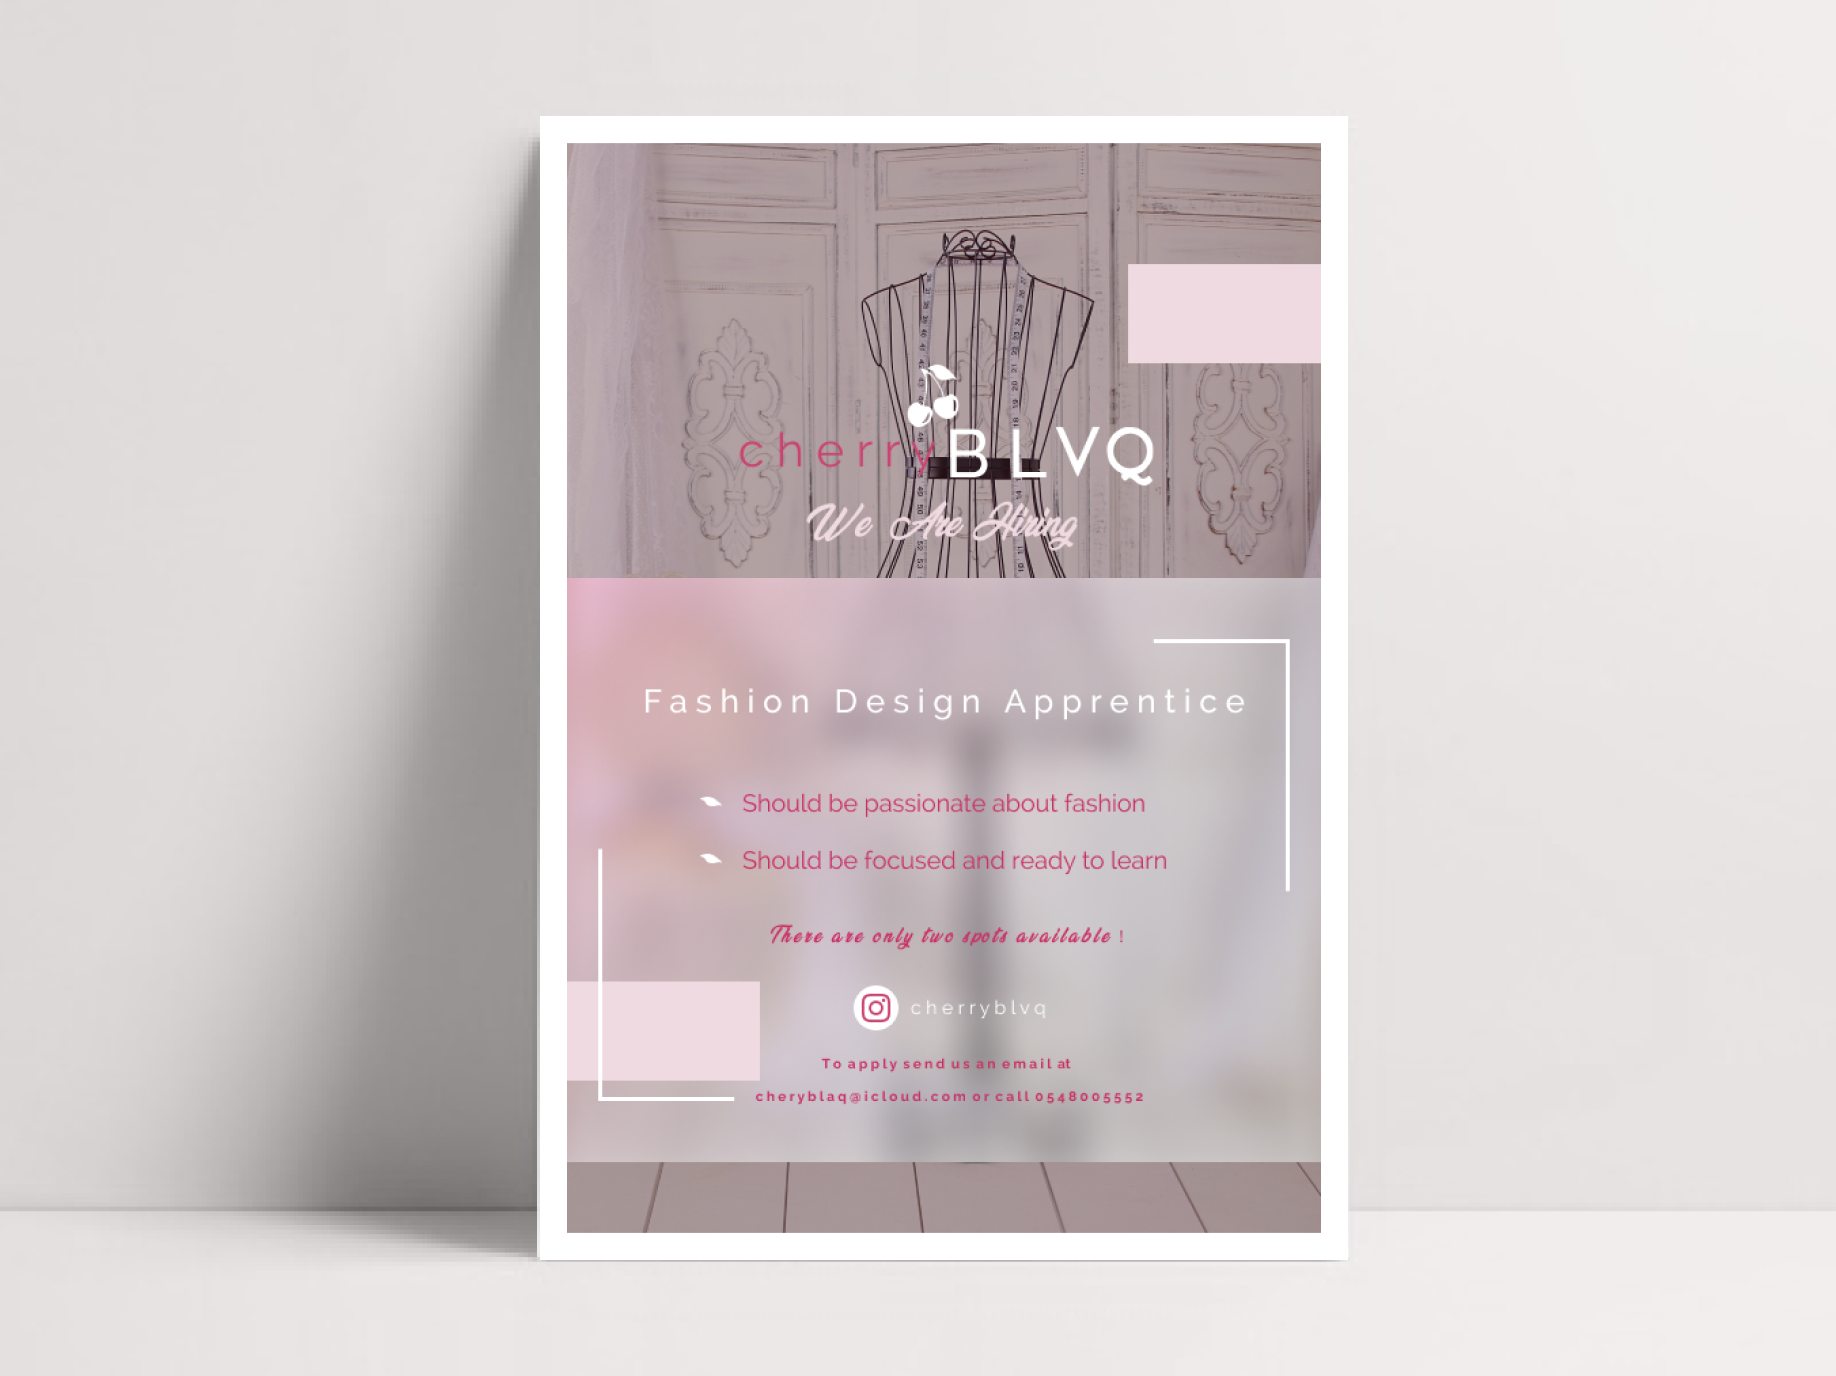 cherryBLVQ
We Are Hiring
Fashion Design Apprentice
Should be passionate about fashion
Should be focused and ready to learn
There are only two spots available !
cherryblvq
To apply send us an email at
cheryblaq@icloud.com or call 0548005552